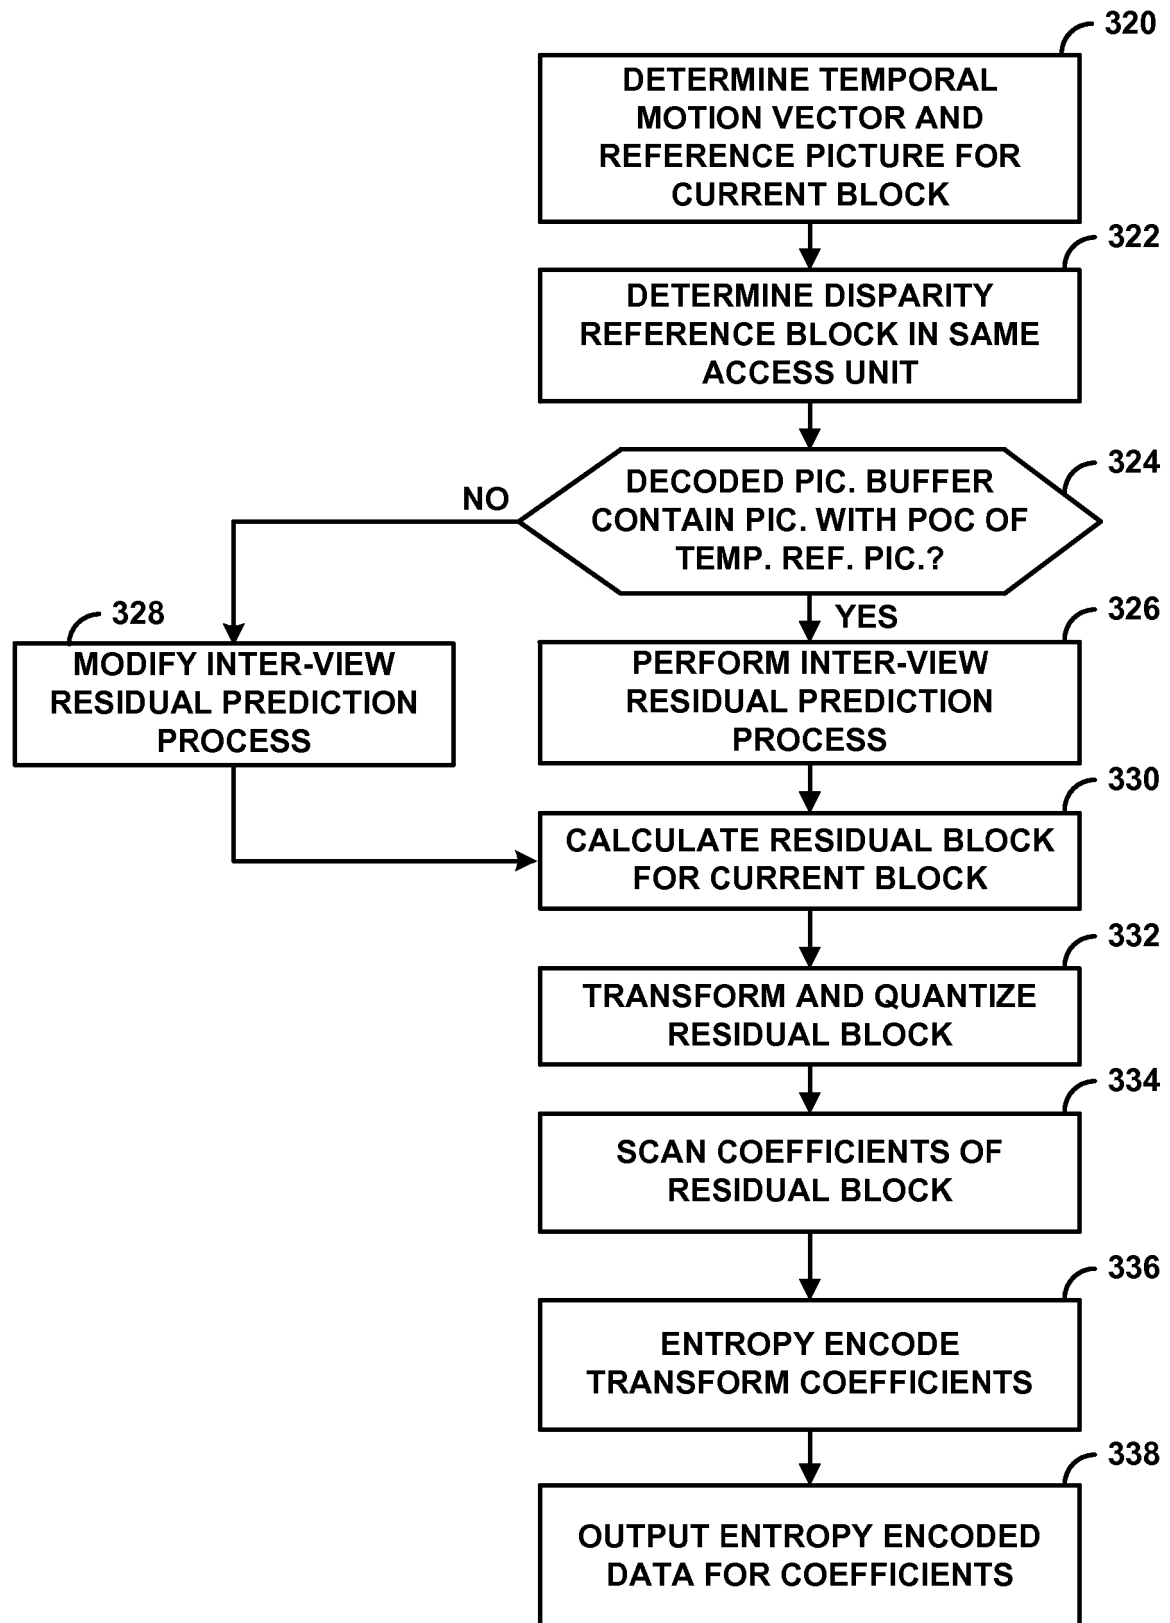 320
DETERMINE TEMPORAL
MOTION VECTOR AND
REFERENCE PICTURE FOR
CURRENT BLOCK
322
DETERMINE DISPARITY
REFERENCE BLOCK IN SAME
ACCESS UNIT
324
DECODED PIC. BUFFER
CONTAIN PIC. WITH POC OF
TEMP. REF. PIC.?
NO
YES
328
MODIFY INTER-VIEW
RESIDUAL PREDICTION
PROCESS
326
PERFORM INTER-VIEW
RESIDUAL PREDICTION
PROCESS
330
CALCULATE RESIDUAL BLOCK
FOR CURRENT BLOCK
332
TRANSFORM AND QUANTIZE
RESIDUAL BLOCK
334
SCAN COEFFICIENTS OF
RESIDUAL BLOCK
336
ENTROPY ENCODE
TRANSFORM COEFFICIENTS
338
OUTPUT ENTROPY ENCODED
DATA FOR COEFFICIENTS